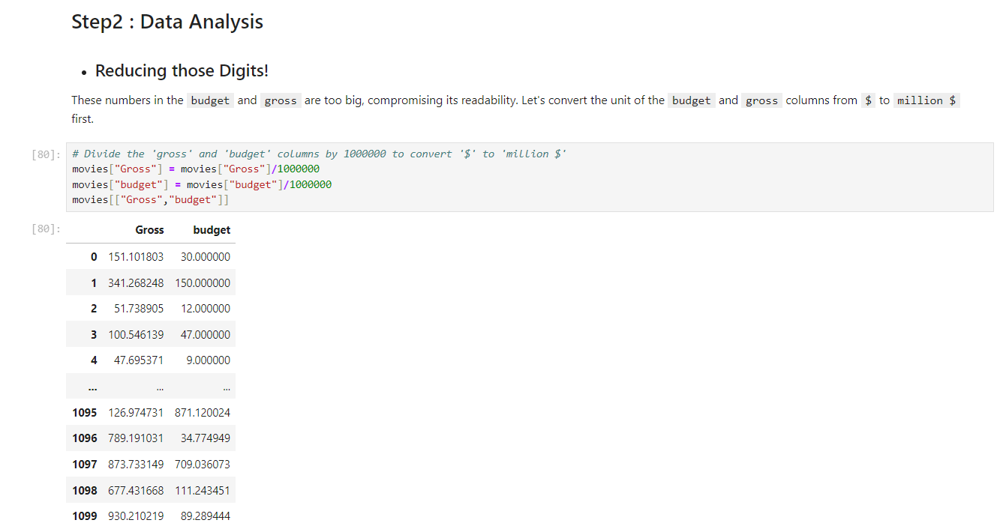 Step2 : Data Analysis
• Reducing those Digits!
These numbers in the budget and gross are too big, compromising its readability. Let's convert the unit of the budget and gross columns from $ to million $
first.
[80]: # Divide the 'gross' and 'budget' columns by 1000000 to convert '$' to 'million $'
movies["Gross"] = movies["Gross"]/1000000
movies["budget"] = movies["budget"]/1000000
movies[["Gross","budget"]]
[80]: Gross budget
0 151.101803 30.000000
1 341.268248 150.000000
2 51.738905 12.000000
3 100.546139 47.000000
4 47.695371 9.000000
... ... ...
1095 126.974731 871.120024
1096 789.191031 34.774949
1097 873.733149 709.036073
1098 677.431668 111.243451
1099 930.210219 89.289444